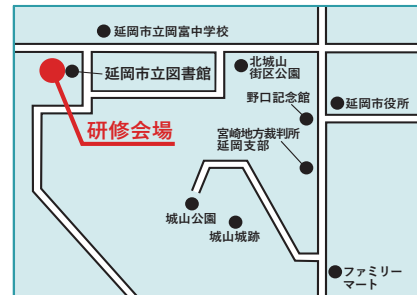 延岡市立岡富中学校
延岡市立図書館
北城山
街区公園
野口記念館
延岡市役所
研修会場
宮崎地方裁判所
延岡支部
城山公園
城山城跡
ファミリー
マート